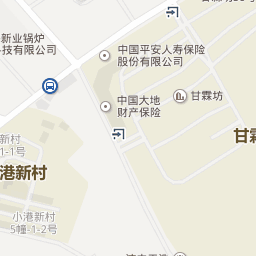 新业锅炉
科技有限公
中国平安人寿保险
股份有限公司
中国大地
财产保险
甘霖坊
甘霖
新村
1-1号
港新村
小港新村
5幢-1-2号